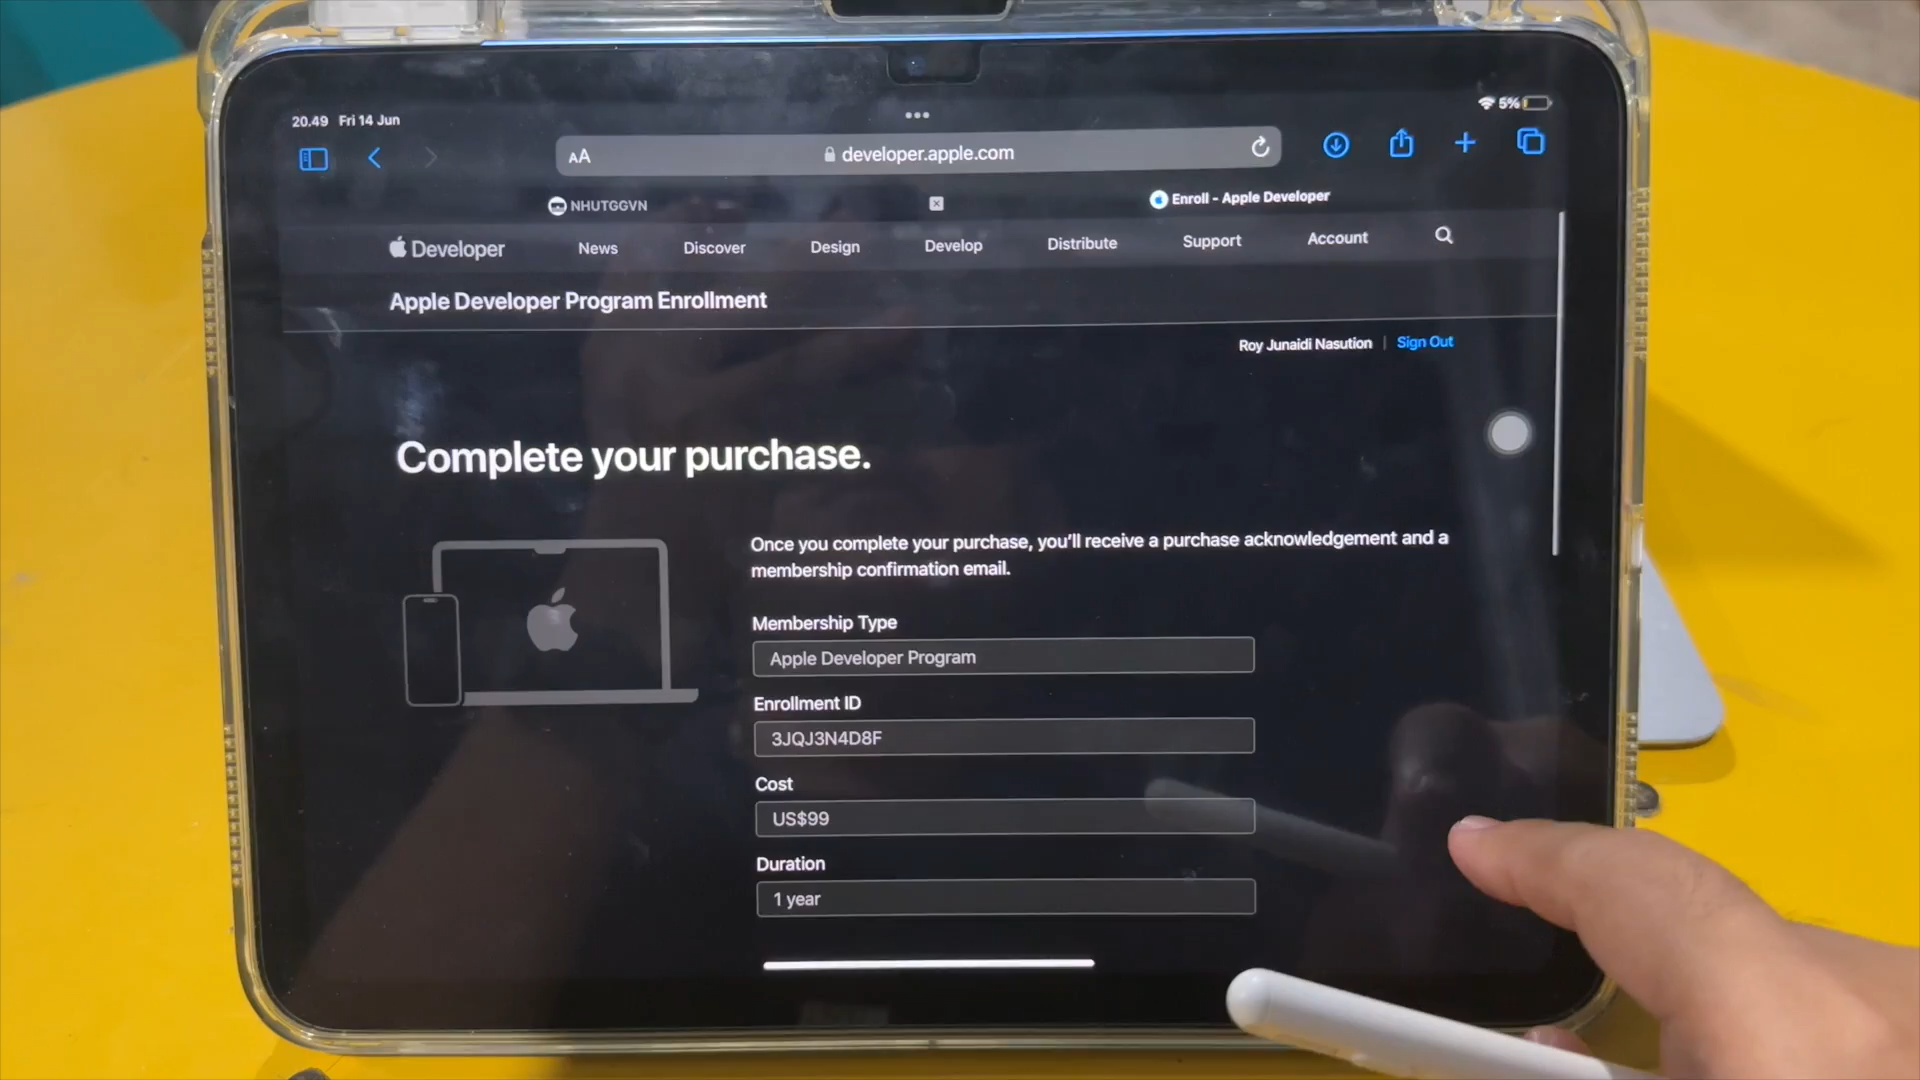 20.49 Fri 14 Jun
5%
AA
developer.apple.com
NHUTGGVN
Enroll - Apple Developer
Developer
News
Discover
Design
Develop
Distribute
Support
Account
Apple Developer Program Enrollment
Roy Junaidi Nasution | Sign Out
Complete your purchase.
Once you complete your purchase, you'll receive a purchase acknowledgement and a
membership confirmation email.
Membership Type
Apple Developer Program
Enrollment ID
3JQJ3N4D8F
Cost
US$99
Duration
1 year